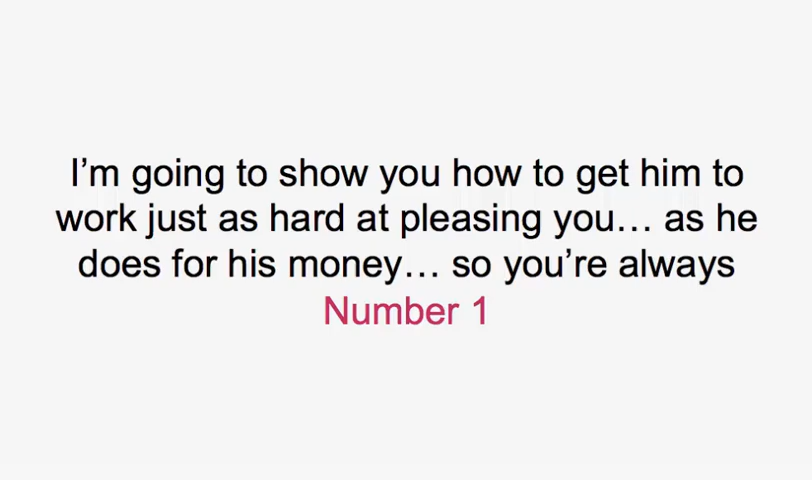 I’m going to show you how to get him to
work just as hard at pleasing you… as he
does for his money… so you’re always
Number 1